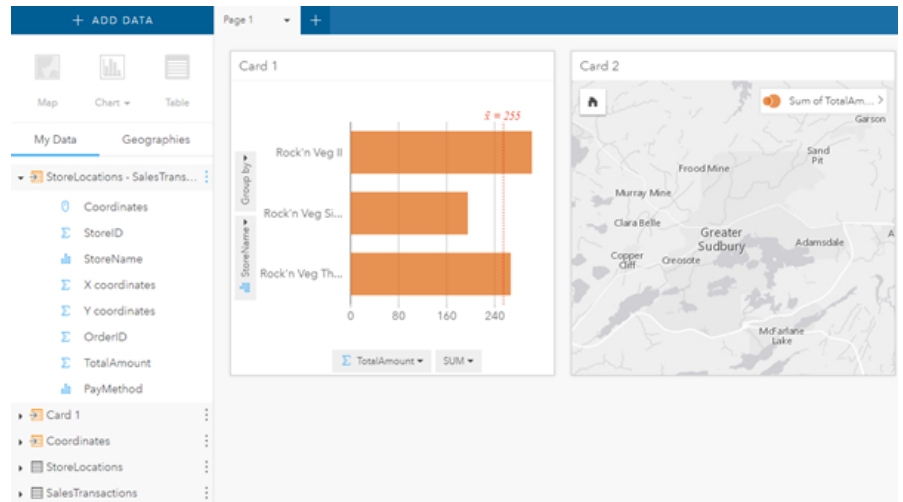 + ADD DATA
Page 1
+
Map
Chart
Table
My Data
Geographies
StoreLocations - SalesTrans...
Coordinates
StoreID
StoreName
X coordinates
Y coordinates
OrderID
TotalAmount
PayMethod
Card 1
Coordinates
StoreLocations
SalesTransactions
Card 1
x̄ = 255
Group by
StoreName
Rock'n Veg II
Rock'n Veg Si...
Rock'n Veg Th...
0 80 160 240
Σ TotalAmount
SUM
Card 2
Sum of TotalAm... >
Garson
Sand
Pit
Frood Mine
Murray Mine
Clara Belle
Greater
Sudbury
Adamsdale
A
Copper
Cliff
Creosote
McFarlane
Lake